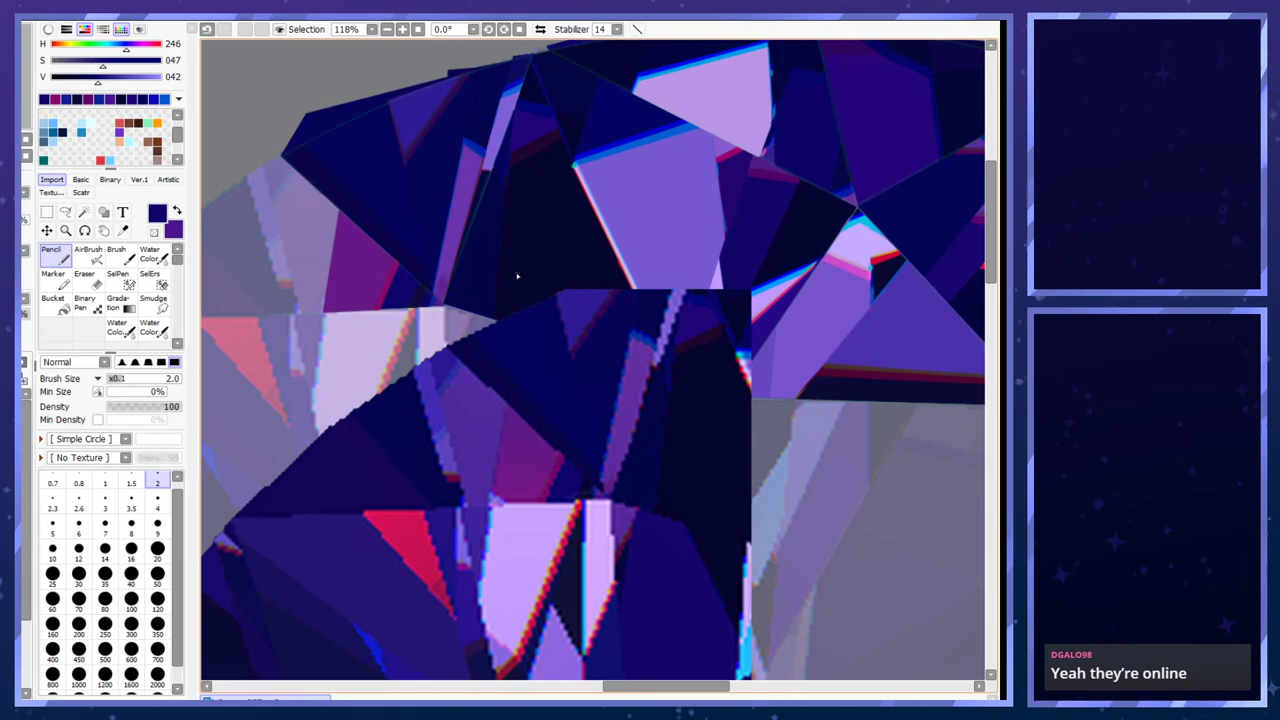 Selection 118% 0.0° Stabilizer 14
H 246
S 047
V 042
Import Basic Binary Ver.1 Artistic
Textu... Scatr
T
Pencil AirBrush Brush Water Color
Marker Eraser SelPen SelErs
Bucket Binary Pen Grada-tion Smudge
Water Colo... Water Color
Normal
Brush Size x0.1 2.0
Min Size 0%
Density 100
Min Density 0%
[ Simple Circle ]
[ No Texture ]
0.7 0.8 1 1.5 2
2.3 2.6 3 3.5 4
5 6 7 8 9
10 12 14 16 20
25 30 35 40 50
60 70 80 100 120
160 200 250 300 350
400 450 500 600 700
800 1000 1200 1600 2000
DGALO98
Yeah they're online